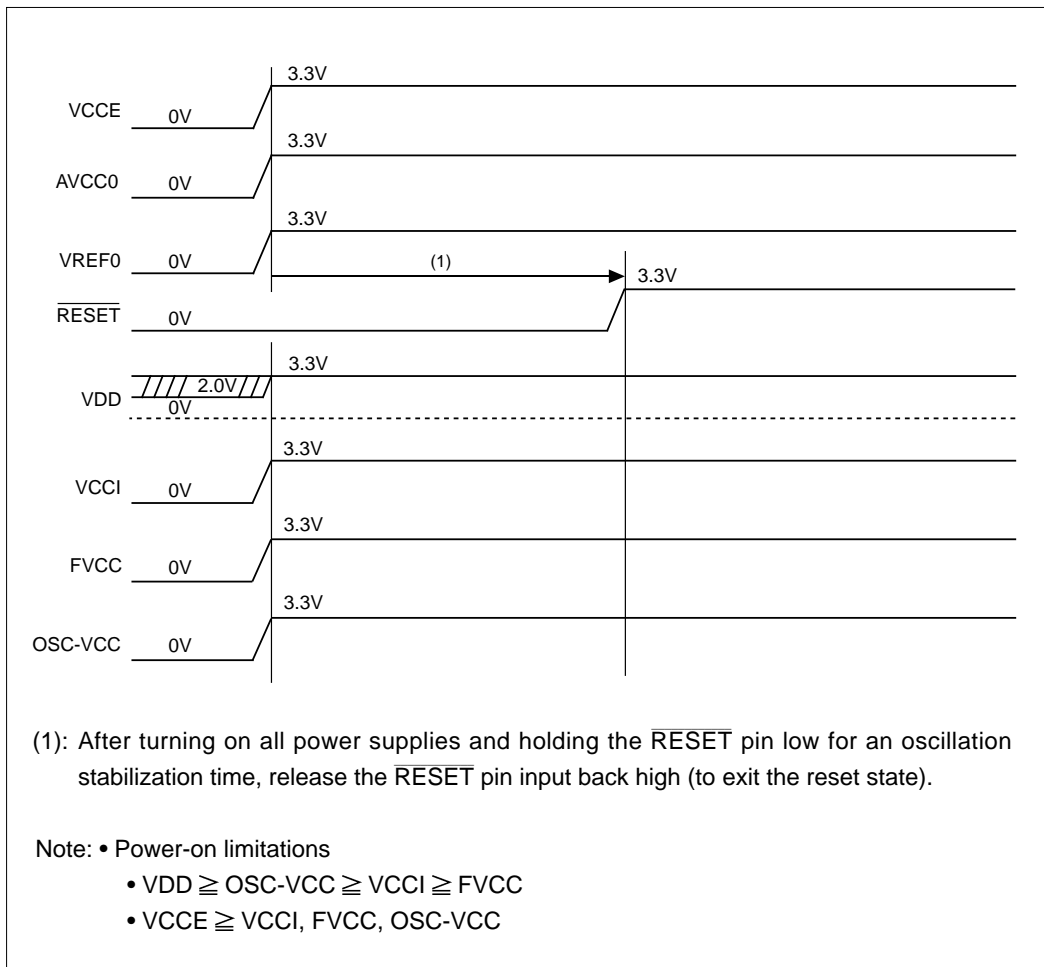 3.3V
VCCE 0V
3.3V
AVCC0 0V
3.3V
VREF0 0V
(1)
3.3V
RESET 0V
3.3V
2.0V
VDD
0V
3.3V
VCCI 0V
3.3V
FVCC 0V
3.3V
OSC-VCC 0V
(1): After turning on all power supplies and holding the RESET pin low for an oscillation
stabilization time, release the RESET pin input back high (to exit the reset state).
Note: • Power-on limitations
• VDD ≧ OSC-VCC ≧ VCCI ≧ FVCC
• VCCE ≧ VCCI, FVCC, OSC-VCC